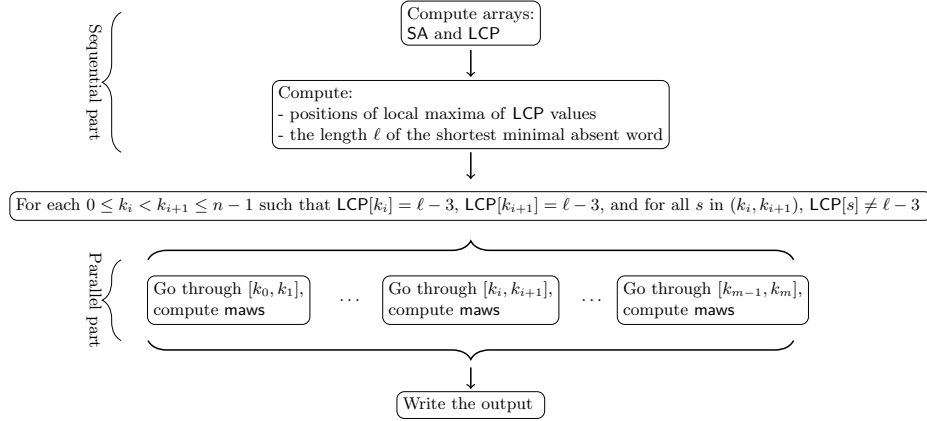 Compute arrays:
SA and LCP
Sequential part
Compute:
- positions of local maxima of LCP values
- the length ℓ of the shortest minimal absent word
For each 0 ≤ k_i < k_{i+1} ≤ n − 1 such that LCP[k_i] = ℓ − 3, LCP[k_{i+1}] = ℓ − 3, and for all s in (k_i, k_{i+1}), LCP[s] ≠ ℓ − 3
Parallel part
Go through [k_0, k_1],
compute maws
...
Go through [k_i, k_{i+1}],
compute maws
...
Go through [k_{m−1}, k_m],
compute maws
Write the output